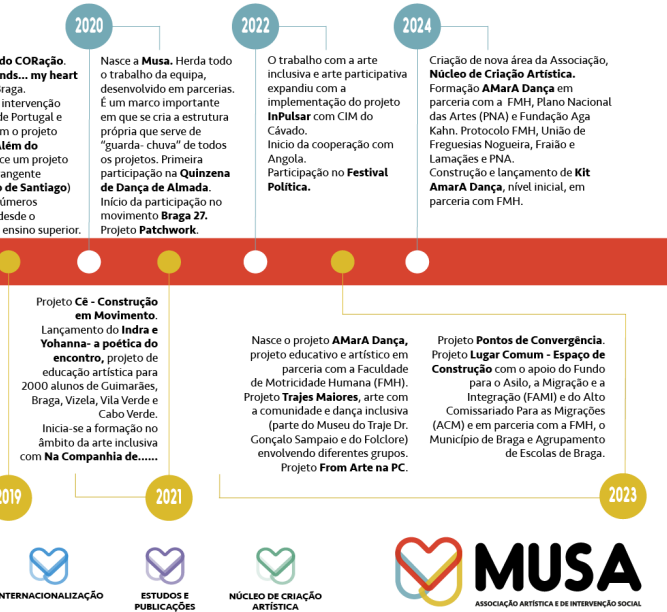 2020
2022
2024
do CORação.
nds... my heart
Braga.
intervenção
de Portugal e
m o projeto
Além do
ce um projeto
rangente
o de Santiago)
úmeros
desde o
ensino superior.
Nasce a Musa. Herda todo
o trabalho da equipa,
desenvolvido em parcerias.
É um marco importante
em que se cria a estrutura
própria que serve de
“guarda- chuva” de todos
os projetos. Primeira
participação na Quinzena
de Dança de Almada.
Início da participação no
movimento Braga 27.
Projeto Patchwork.
O trabalho com a arte
inclusiva e arte participativa
expandiu com a
implementação do projeto
InPulsar com CIM do
Cávado.
Inicio da cooperação com
Angola.
Participação no Festival
Política.
Criação de nova área da Associação,
Núcleo de Criação Artística.
Formação AMarA Dança em
parceria com a  FMH, Plano Nacional
das Artes (PNA) e Fundação Aga
Kahn. Protocolo FMH, União de
Freguesias Nogueira, Fraião e
Lamaçães e PNA.
Construção e lançamento de Kit
AmarA Dança, nível inicial, em
parceria com FMH.
Projeto Cê - Construção
em Movimento.
Lançamento do Indra e
Yohanna- a poética do
encontro, projeto de
educação artística para
2000 alunos de Guimarães,
Braga, Vizela, Vila Verde e
Cabo Verde.
Inicia-se a formação no
âmbito da arte inclusiva
com Na Companhia de......
Nasce o projeto AMarA Dança,
projeto educativo e artístico em
parceria com a Faculdade
de Motricidade Humana (FMH).
Projeto Trajes Maiores, arte com
a comunidade e dança inclusiva
(parte do Museu do Traje Dr.
Gonçalo Sampaio e do Folclore)
envolvendo diferentes grupos.
Projeto From Arte na PC.
Projeto Pontos de Convergência.
Projeto Lugar Comum - Espaço de
Construção com o apoio do Fundo
para o Asilo, a Migração e a
Integração (FAMI) e do Alto
Comissariado Para as Migrações
(ACM) e em parceria com a FMH, o
Município de Braga e Agrupamento
de Escolas de Braga.
2019
2021
2023
NTERNACIONALIZAÇÃO
ESTUDOS E
PUBLICAÇÕES
NÚCLEO DE CRIAÇÃO
ARTÍSTICA
MUSA
ASSOCIAÇÃO ARTÍSTICA E DE INTERVENÇÃO SOCIAL